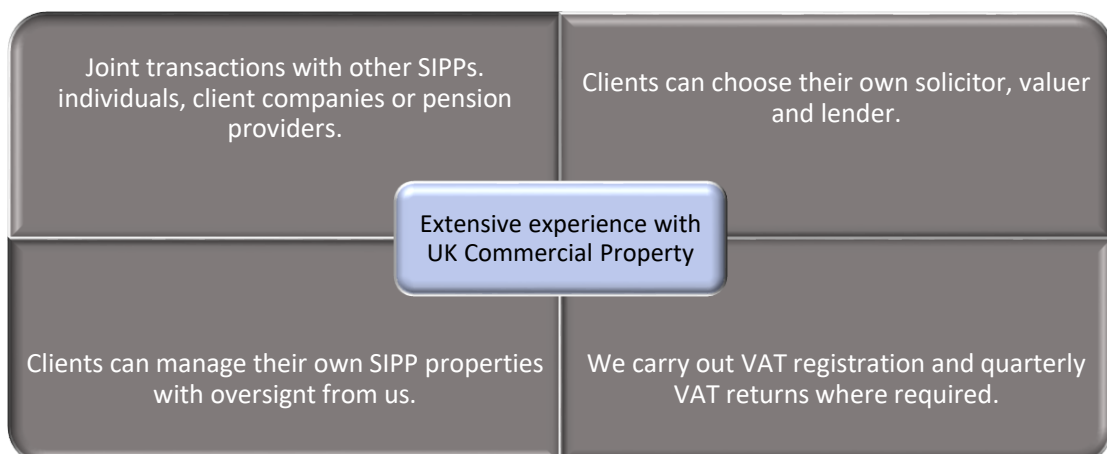 Joint transactions with other SIPPs.
individuals, client companies or pension
providers.
Clients can choose their own solicitor, valuer
and lender.
Extensive experience with
UK Commercial Property
Clients can manage their own SIPP properties
with oversignt from us.
We carry out VAT registration and quarterly
VAT returns where required.